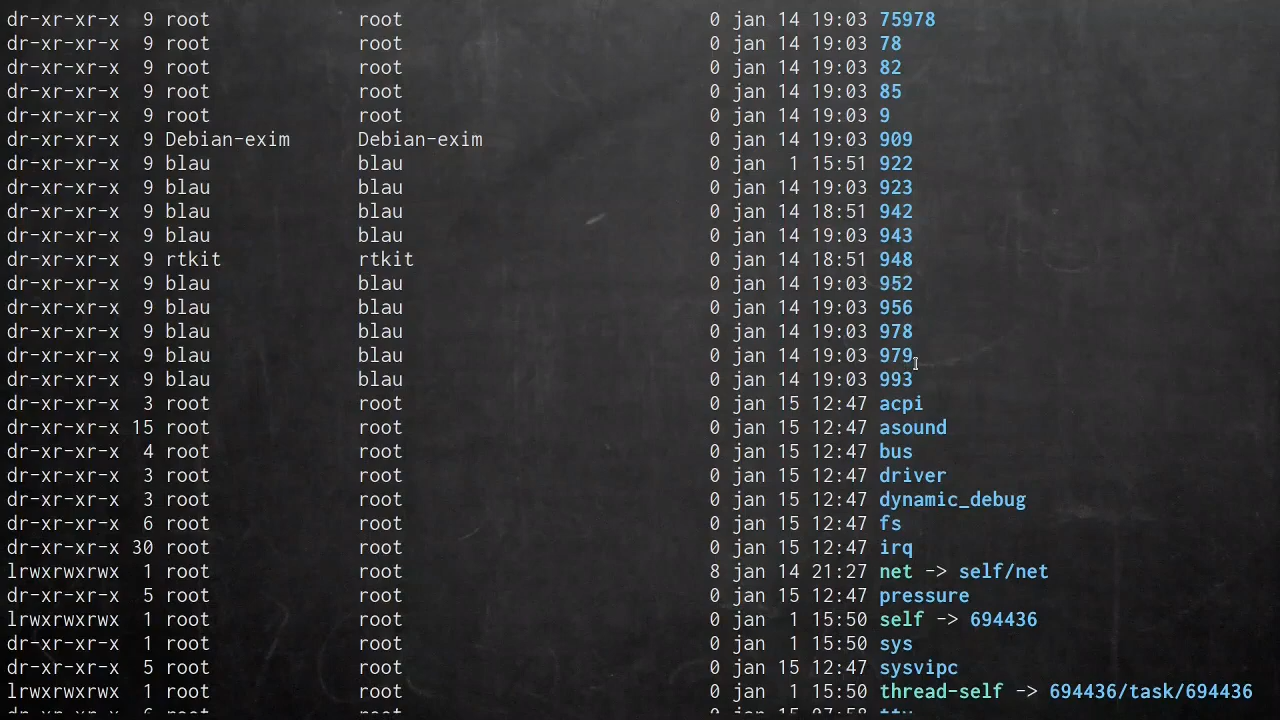 dr-xr-xr-x  9 root             root                            0 jan 14 19:03 75978
dr-xr-xr-x  9 root             root                            0 jan 14 19:03 78
dr-xr-xr-x  9 root             root                            0 jan 14 19:03 82
dr-xr-xr-x  9 root             root                            0 jan 14 19:03 85
dr-xr-xr-x  9 root             root                            0 jan 14 19:03 9
dr-xr-xr-x  9 Debian-exim      Debian-exim                     0 jan 14 19:03 909
dr-xr-xr-x  9 blau             blau                            0 jan  1 15:51 922
dr-xr-xr-x  9 blau             blau                            0 jan 14 19:03 923
dr-xr-xr-x  9 blau             blau                            0 jan 14 18:51 942
dr-xr-xr-x  9 blau             blau                            0 jan 14 19:03 943
dr-xr-xr-x  9 rtkit            rtkit                           0 jan 14 18:51 948
dr-xr-xr-x  9 blau             blau                            0 jan 14 19:03 952
dr-xr-xr-x  9 blau             blau                            0 jan 14 19:03 956
dr-xr-xr-x  9 blau             blau                            0 jan 14 19:03 978
dr-xr-xr-x  9 blau             blau                            0 jan 14 19:03 979
dr-xr-xr-x  9 blau             blau                            0 jan 14 19:03 993
dr-xr-xr-x  3 root             root                            0 jan 15 12:47 acpi
dr-xr-xr-x 15 root             root                            0 jan 15 12:47 asound
dr-xr-xr-x  4 root             root                            0 jan 15 12:47 bus
dr-xr-xr-x  3 root             root                            0 jan 15 12:47 driver
dr-xr-xr-x  3 root             root                            0 jan 15 12:47 dynamic_debug
dr-xr-xr-x  6 root             root                            0 jan 15 12:47 fs
dr-xr-xr-x 30 root             root                            0 jan 15 12:47 irq
lrwxrwxrwx  1 root             root                            8 jan 14 21:27 net -> self/net
dr-xr-xr-x  5 root             root                            0 jan 15 12:47 pressure
lrwxrwxrwx  1 root             root                            0 jan  1 15:50 self -> 694436
dr-xr-xr-x  1 root             root                            0 jan  1 15:50 sys
dr-xr-xr-x  5 root             root                            0 jan 15 12:47 sysvipc
lrwxrwxrwx  1 root             root                            0 jan  1 15:50 thread-self -> 694436/task/694436